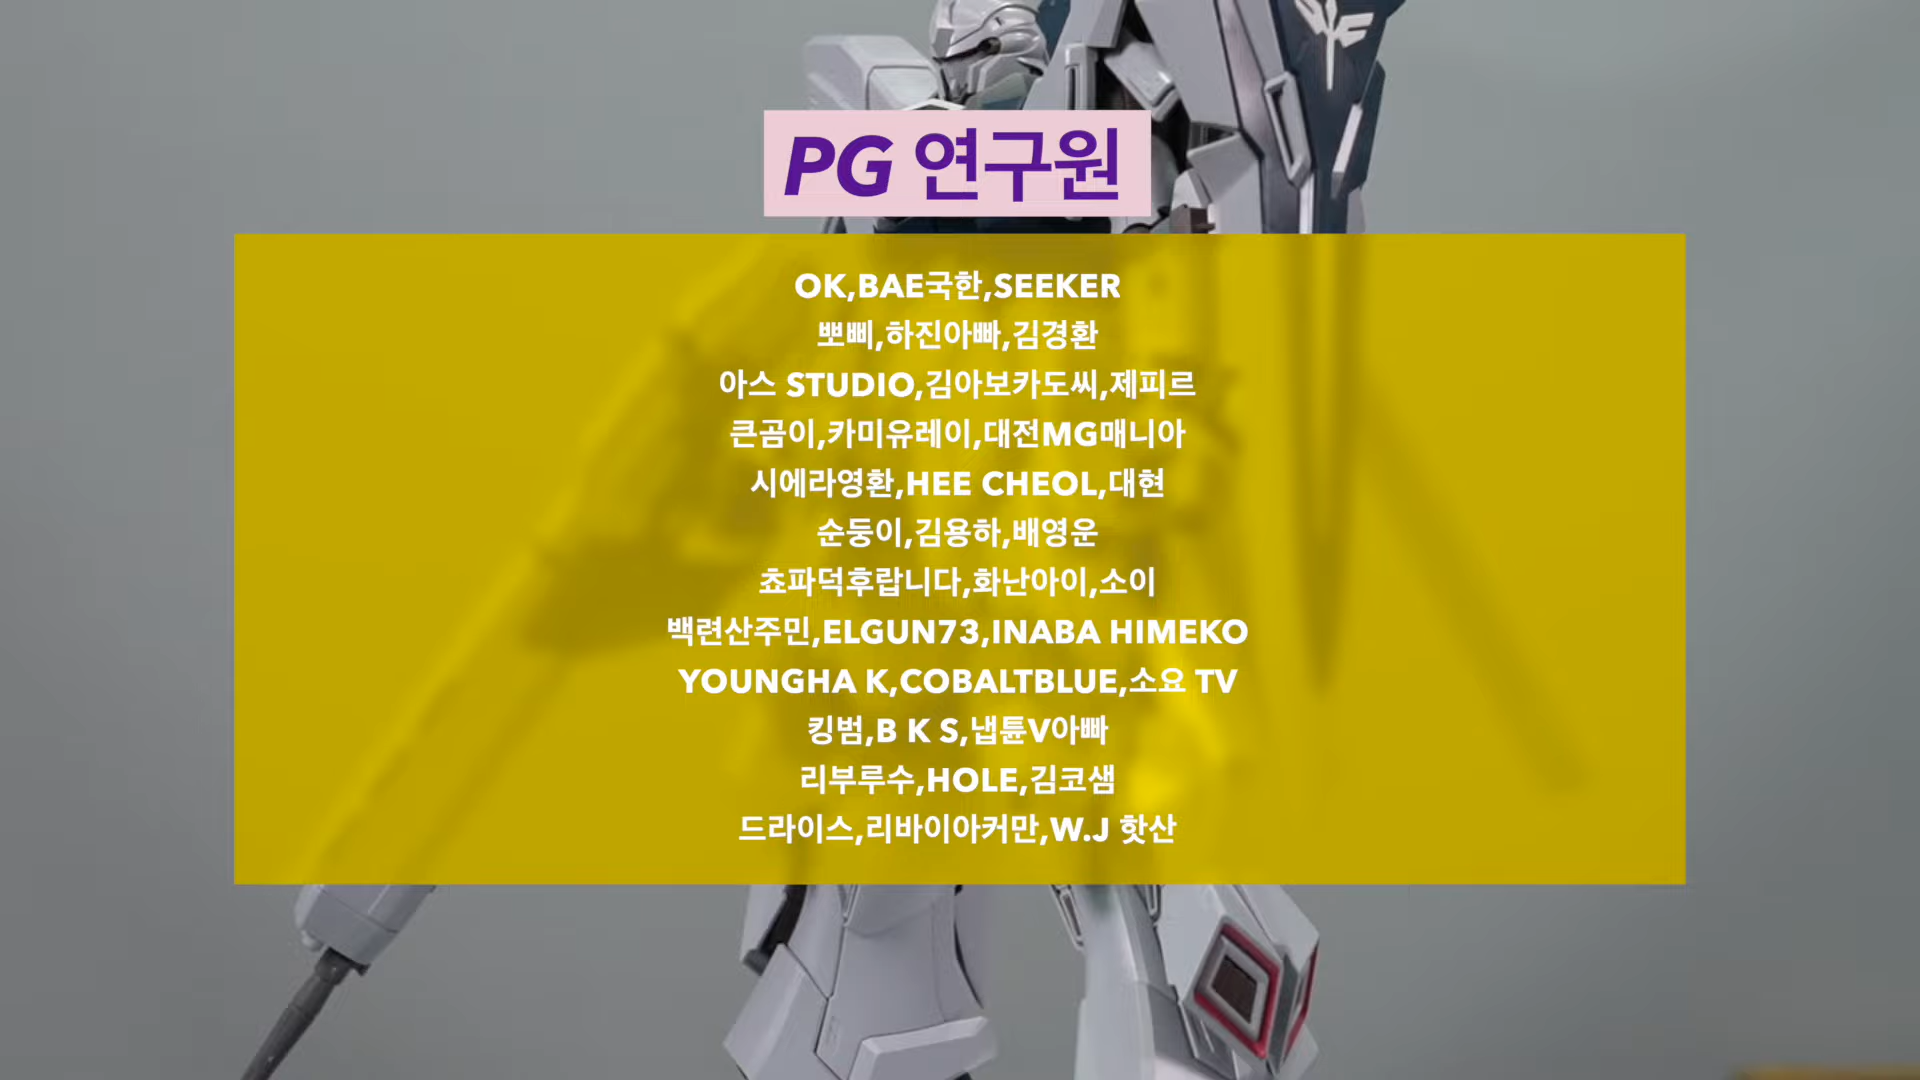 PG 연구원
OK,BAE국한,SEEKER
뽀삐,하진아빠,김경환
아스 STUDIO,김아보카도씨,제피르
큰곰이,카미유레이,대전MG매니아
시에라영환,HEE CHEOL,대현
순둥이,김용하,배영운
쵸파덕후랍니다,화난아이,소이
백련산주민,ELGUN73,INABA HIMEKO
YOUNGHA K,COBALTBLUE,소요 TV
킹범,B K S,냅튠V아빠
리부루수,HOLE,김코샘
드라이스,리바이아커만,W.J 핫산